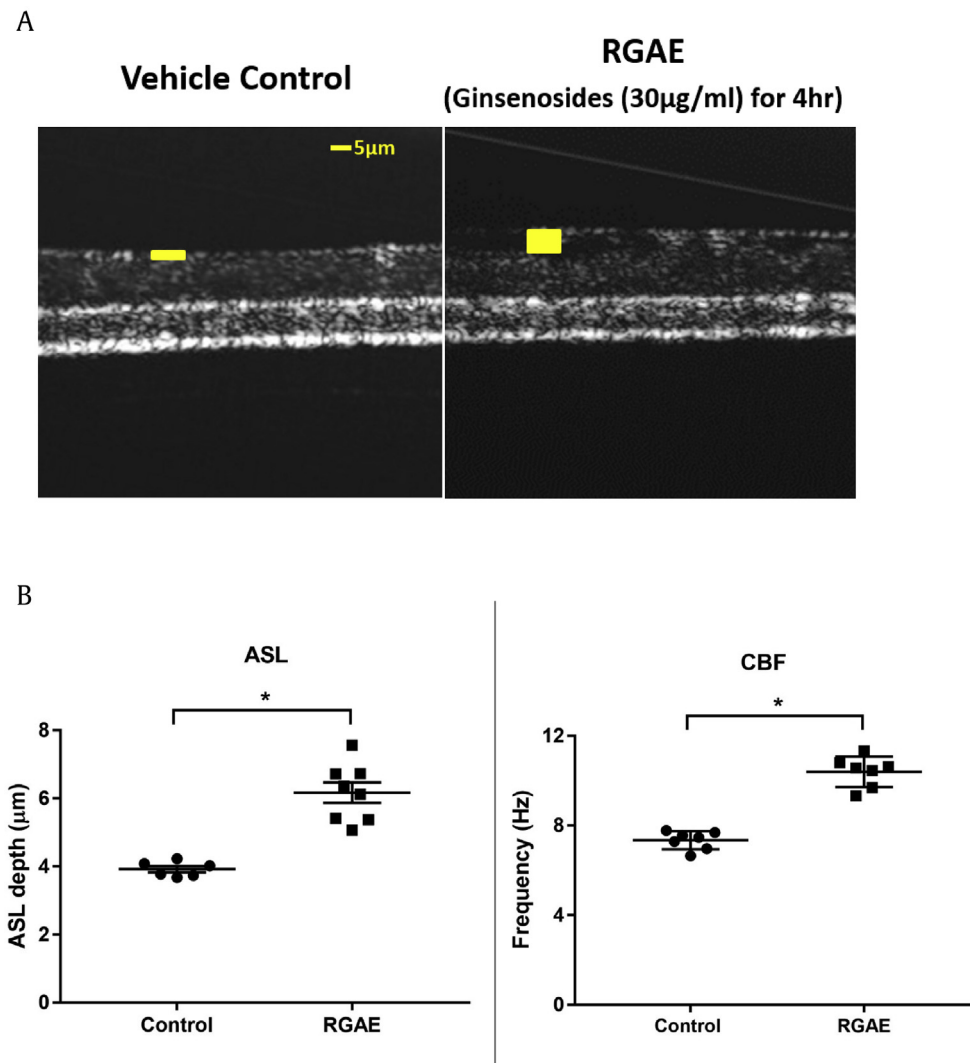 A
Vehicle Control
RGAE
(Ginsenosides (30μg/ml) for 4hr)
5μm
B
ASL
*
8
6
4
2
0
ASL depth (μm)
Control
RGAE
CBF
*
12
8
4
0
Frequency (Hz)
Control
RGAE